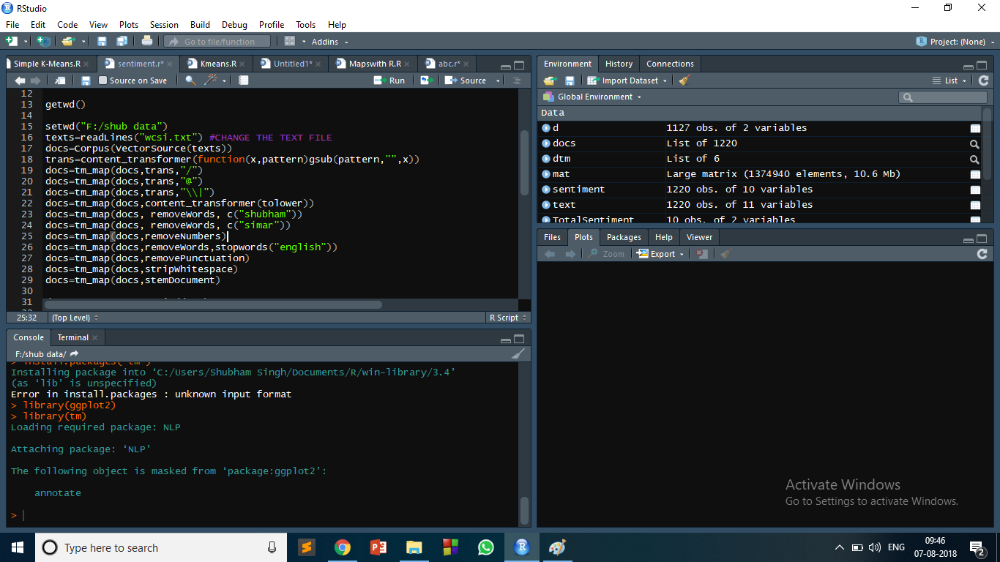 RStudio
File Edit Code View Plots Session Build Debug Profile Tools Help
Go to file/function Addins Project: (None)
Simple K-Means.R sentiment.r* Kmeans.R Untitled1* Mapswith R.R abc.r*
Source on Save Run Source
12
13 getwd()
14
15 setwd("F:/shub data")
16 texts=readLines("wcsi.txt") #CHANGE THE TEXT FILE
17 docs=Corpus(VectorSource(texts))
18 trans=content_transformer(function(x,pattern)gsub(pattern,"",x))
19 docs=tm_map(docs,trans,"/")
20 docs=tm_map(docs,trans,"@")
21 docs=tm_map(docs,trans,"\\|")
22 docs=tm_map(docs,content_transformer(tolower))
23 docs=tm_map(docs, removeWords, c("shubham"))
24 docs=tm_map(docs, removeWords, c("simar"))
25 docs=tm_map(docs,removeNumbers)
26 docs=tm_map(docs,removeWords,stopwords("english"))
27 docs=tm_map(docs,removePunctuation)
28 docs=tm_map(docs,stripWhitespace)
29 docs=tm_map(docs,stemDocument)
30
31
25:32 (Top Level) R Script
Console Terminal
F:/shub data/
> install.packages("tm")
Installing package into ‘C:/Users/Shubham Singh/Documents/R/win-library/3.4’
(as ‘lib’ is unspecified)
Error in install.packages : unknown input format
> library(ggplot2)
> library(tm)
Loading required package: NLP
Attaching package: ‘NLP’
The following object is masked from ‘package:ggplot2’:
annotate
>
Environment History Connections
Import Dataset List
Global Environment
Data
d 1127 obs. of 2 variables
docs List of 1220
dtm List of 6
mat Large matrix (1374940 elements, 10.6 Mb)
sentiment 1220 obs. of 10 variables
text 1220 obs. of 11 variables
TotalSentiment 10 obs. of 2 variables
Files Plots Packages Help Viewer
Zoom Export
Activate Windows
Go to Settings to activate Windows.
Type here to search
ENG
09:46
07-08-2018
2